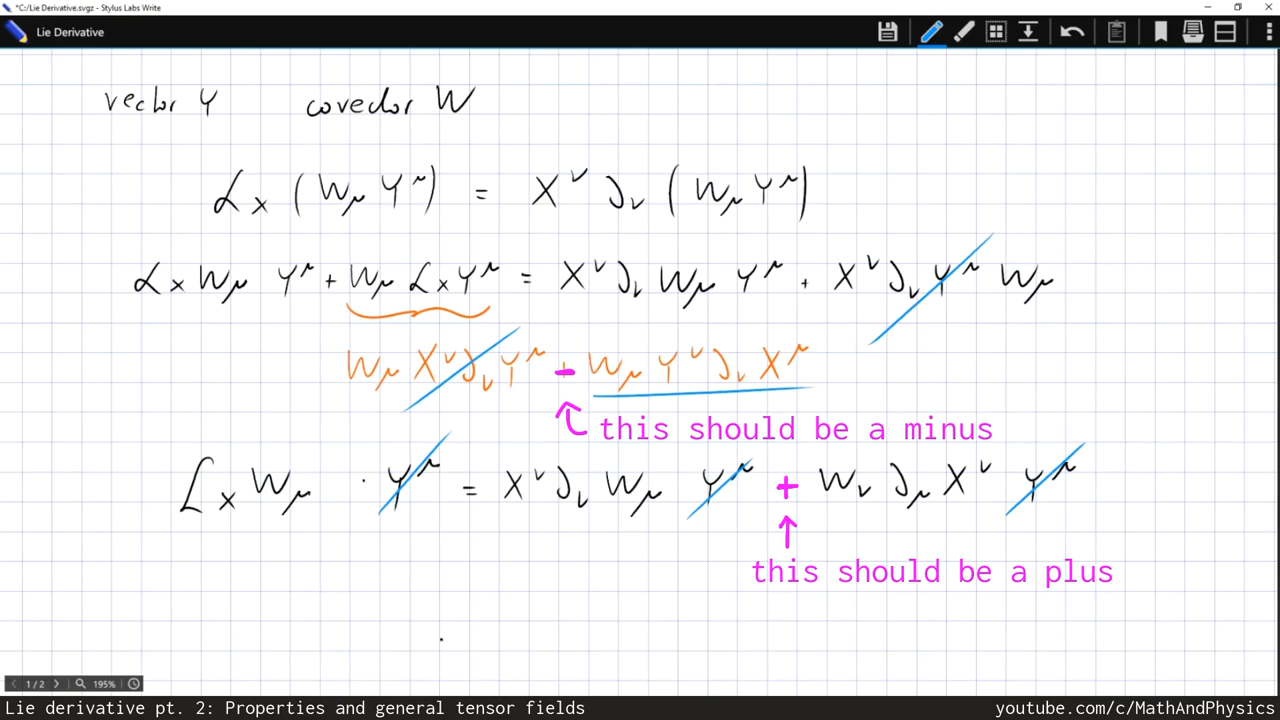 *C:/Lie Derivative.svgz - Stylus Labs Write
Lie Derivative
vector Y covector W
ℒ_X (W_μ Y^μ) = X^ν ∂_ν (W_μ Y^μ)
ℒ_X W_μ Y^μ + W_μ ℒ_X Y^μ = X^ν ∂_ν W_μ Y^μ + X^ν ∂_ν Y^μ W_μ
W_μ X^ν ∂_ν Y^μ - W_μ Y^ν ∂_ν X^μ
this should be a minus
ℒ_X W_μ · Y^μ = X^ν ∂_ν W_μ Y^μ + W_ν ∂_μ X^ν Y^μ
this should be a plus
1/2 195%
Lie derivative pt. 2: Properties and general tensor fields youtube.com/c/MathAndPhysics